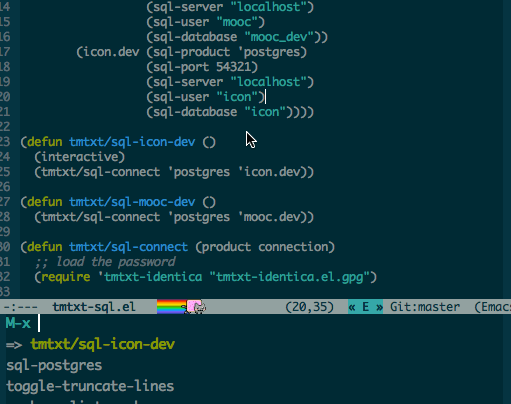 14 (sql-server "localhost")
15 (sql-user "mooc")
16 (sql-database "mooc_dev"))
17 (icon.dev (sql-product 'postgres)
18 (sql-port 54321)
19 (sql-server "localhost")
20 (sql-user "icon")
21 (sql-database "icon"))))
22
23 (defun tmtxt/sql-icon-dev ()
24 (interactive)
25 (tmtxt/sql-connect 'postgres 'icon.dev))
26
27 (defun tmtxt/sql-mooc-dev ()
28 (tmtxt/sql-connect 'postgres 'mooc.dev))
29
30 (defun tmtxt/sql-connect (product connection)
31 ;; load the password
32 (require 'tmtxt-identica "tmtxt-identica.el.gpg")
33
-:--- tmtxt-sql.el (20,35) « E » Git:master (Emacs
M-x
=> tmtxt/sql-icon-dev
sql-postgres
toggle-truncate-lines